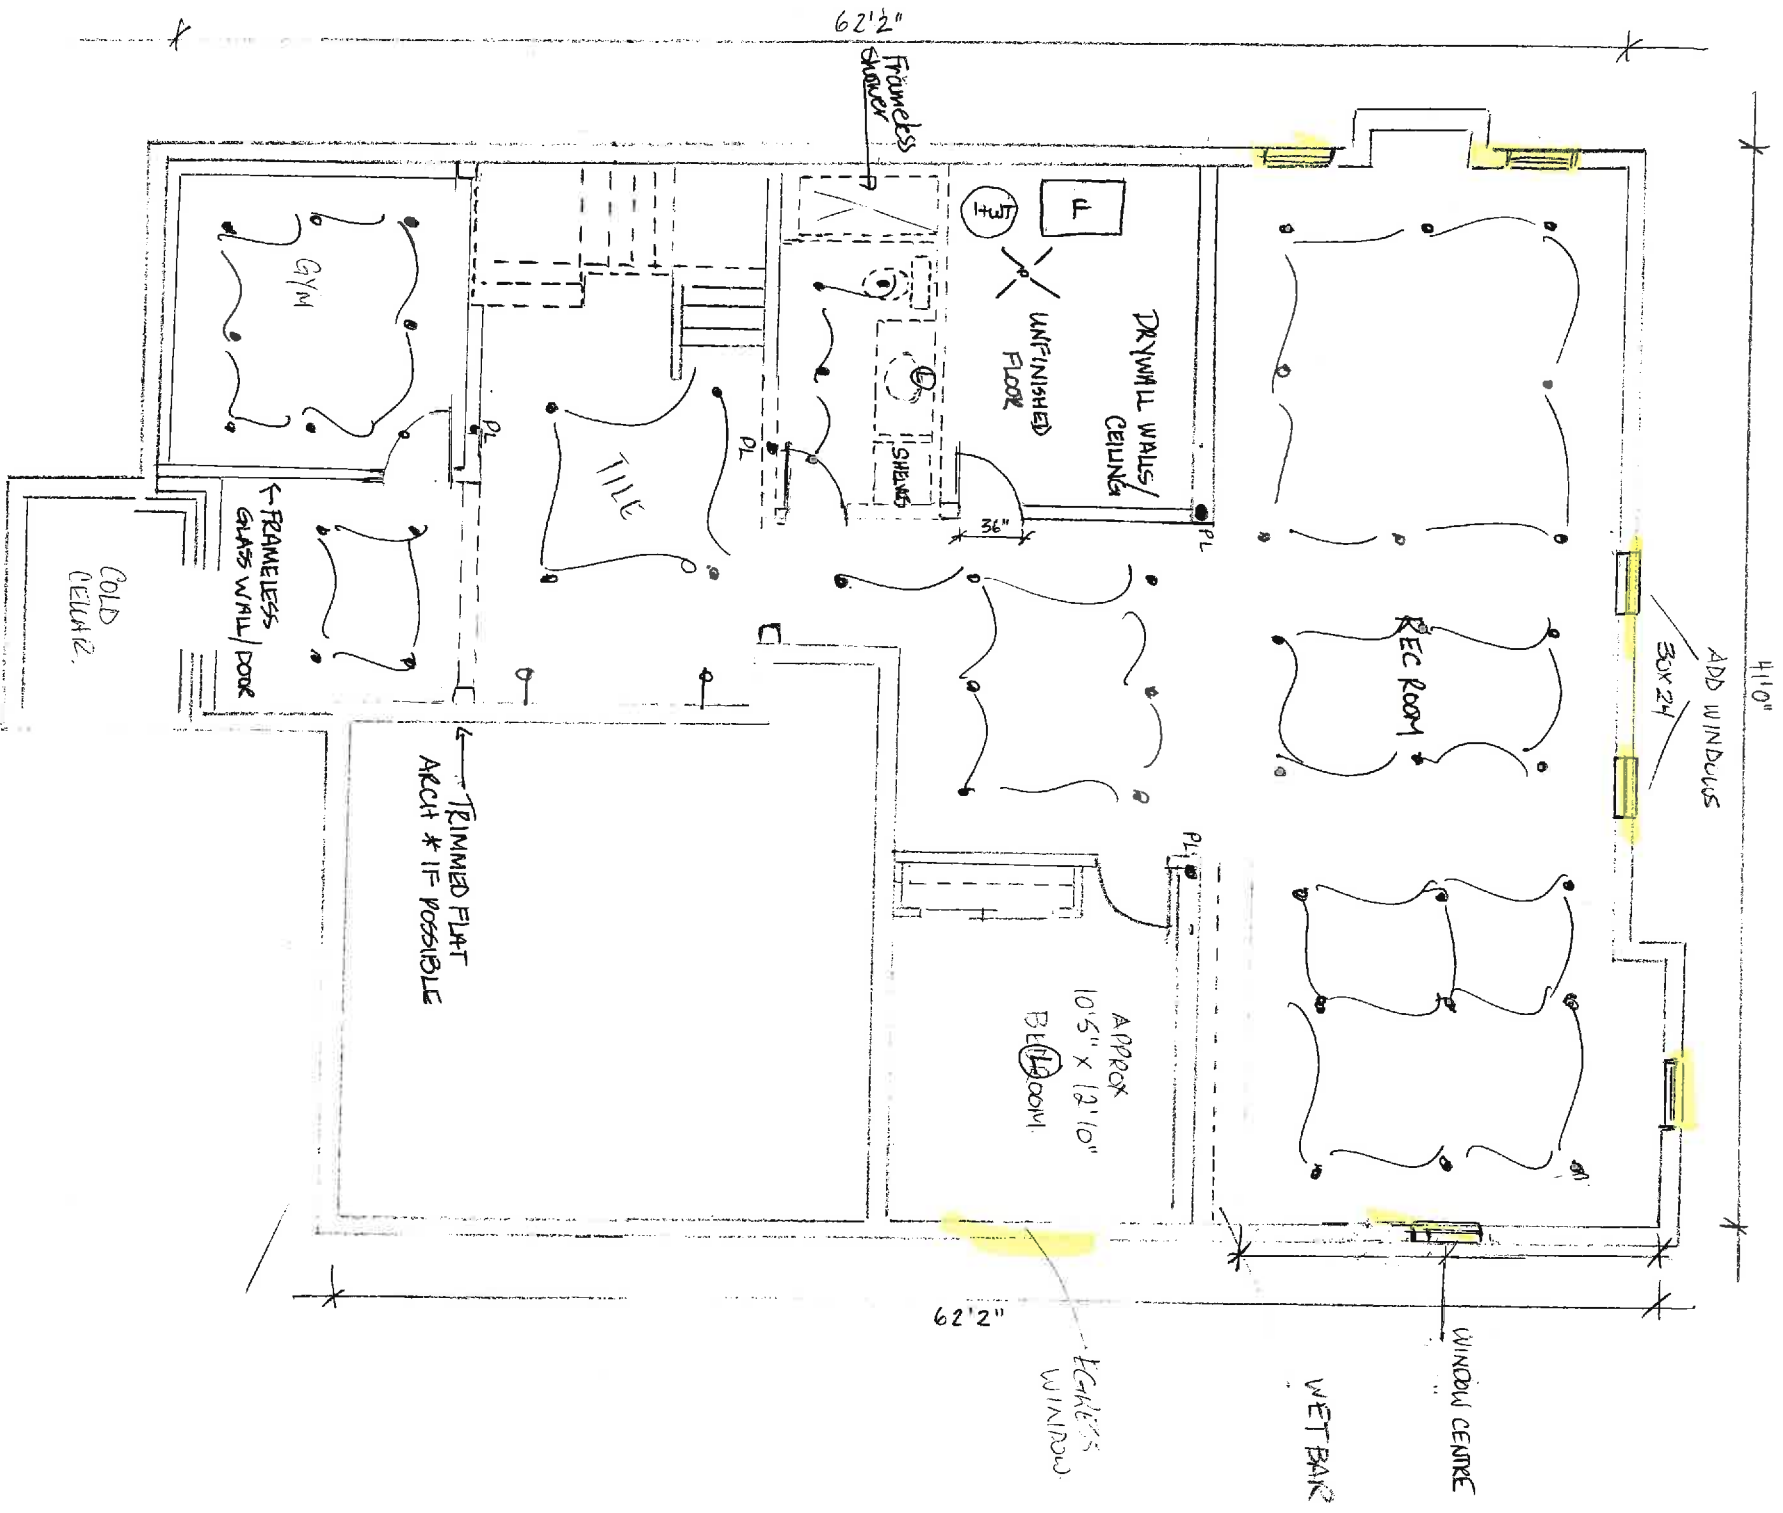 62'2"
Frameless
shower
41'0"
ADD WINDOWS
30x24
F
DRYWALL WALLS/
CEILING
UNFINISHED
FLOOR
GYM
PL
PL
TILE
SHELVES
36"
PL
REC ROOM
FRAMELESS
GLASS WALL/DOOR
COLD
CELLAR.
TRIMMED FLAT
ARCH * IF POSSIBLE
PL
APPROX
10'5" x 12'10"
62'2"
EGRESS
WINDOW.
WINDOW CENTRE
WET BAR